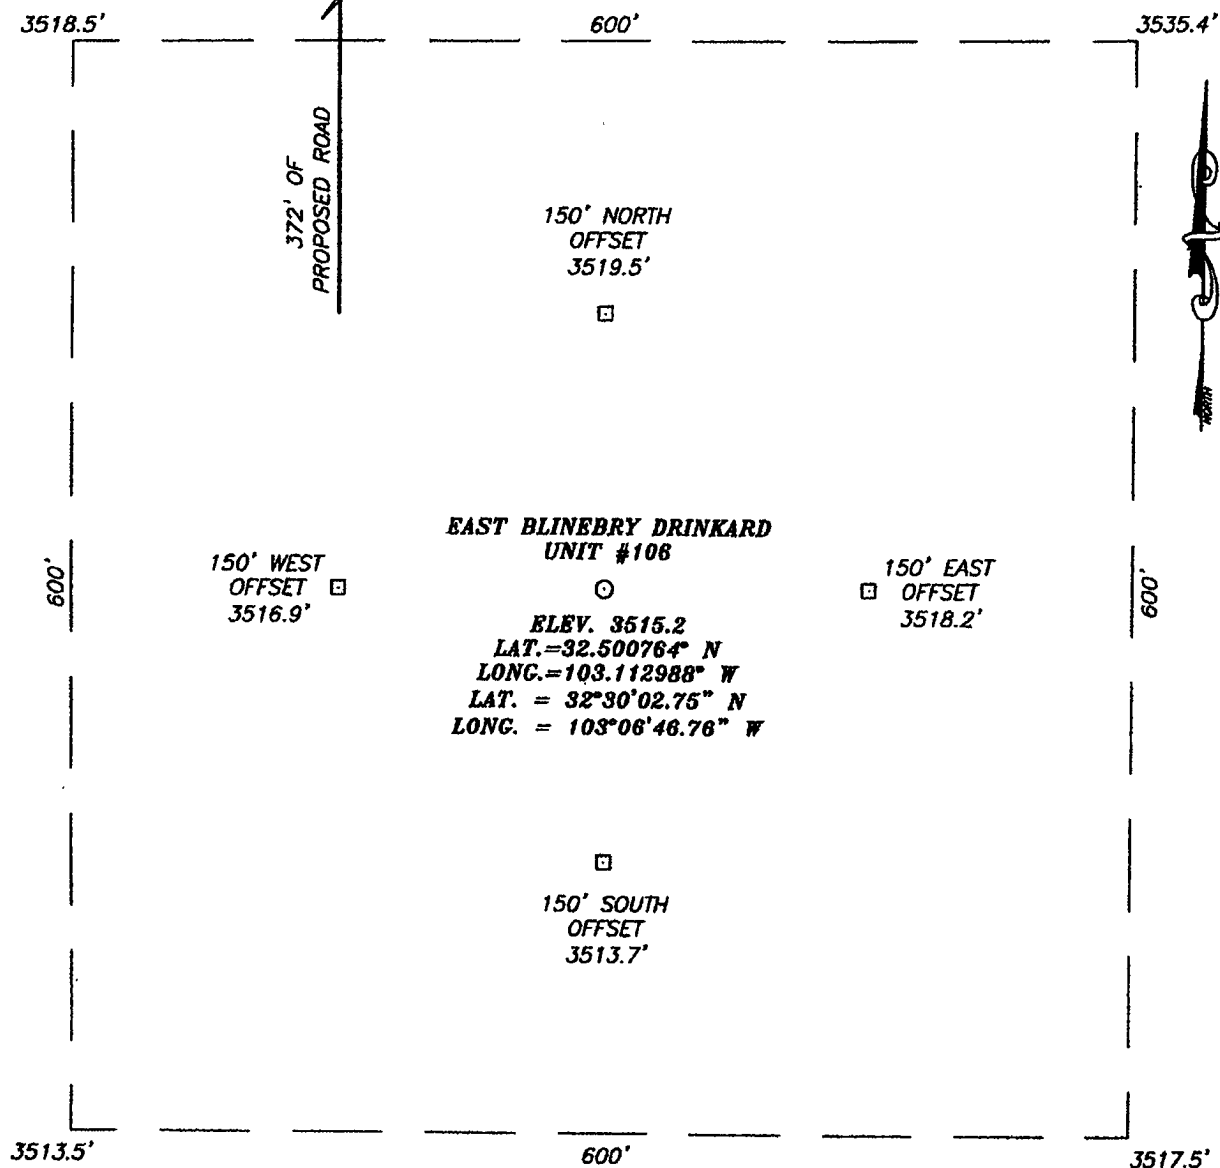 3518.5'
600'
3535.4'
372' OF
PROPOSED ROAD
150' NORTH
OFFSET
3519.5'
NORTH
EAST BLINEBRY DRINKARD
UNIT #106
150' WEST
OFFSET
3516.9'
600'
150' EAST
OFFSET
3518.2'
600'
ELEV. 3515.2
LAT.=32.500764° N
LONG.=103.112988° W
LAT. = 32°30'02.75" N
LONG. = 103°06'46.76" W
150' SOUTH
OFFSET
3513.7'
3513.5'
600'
3517.5'